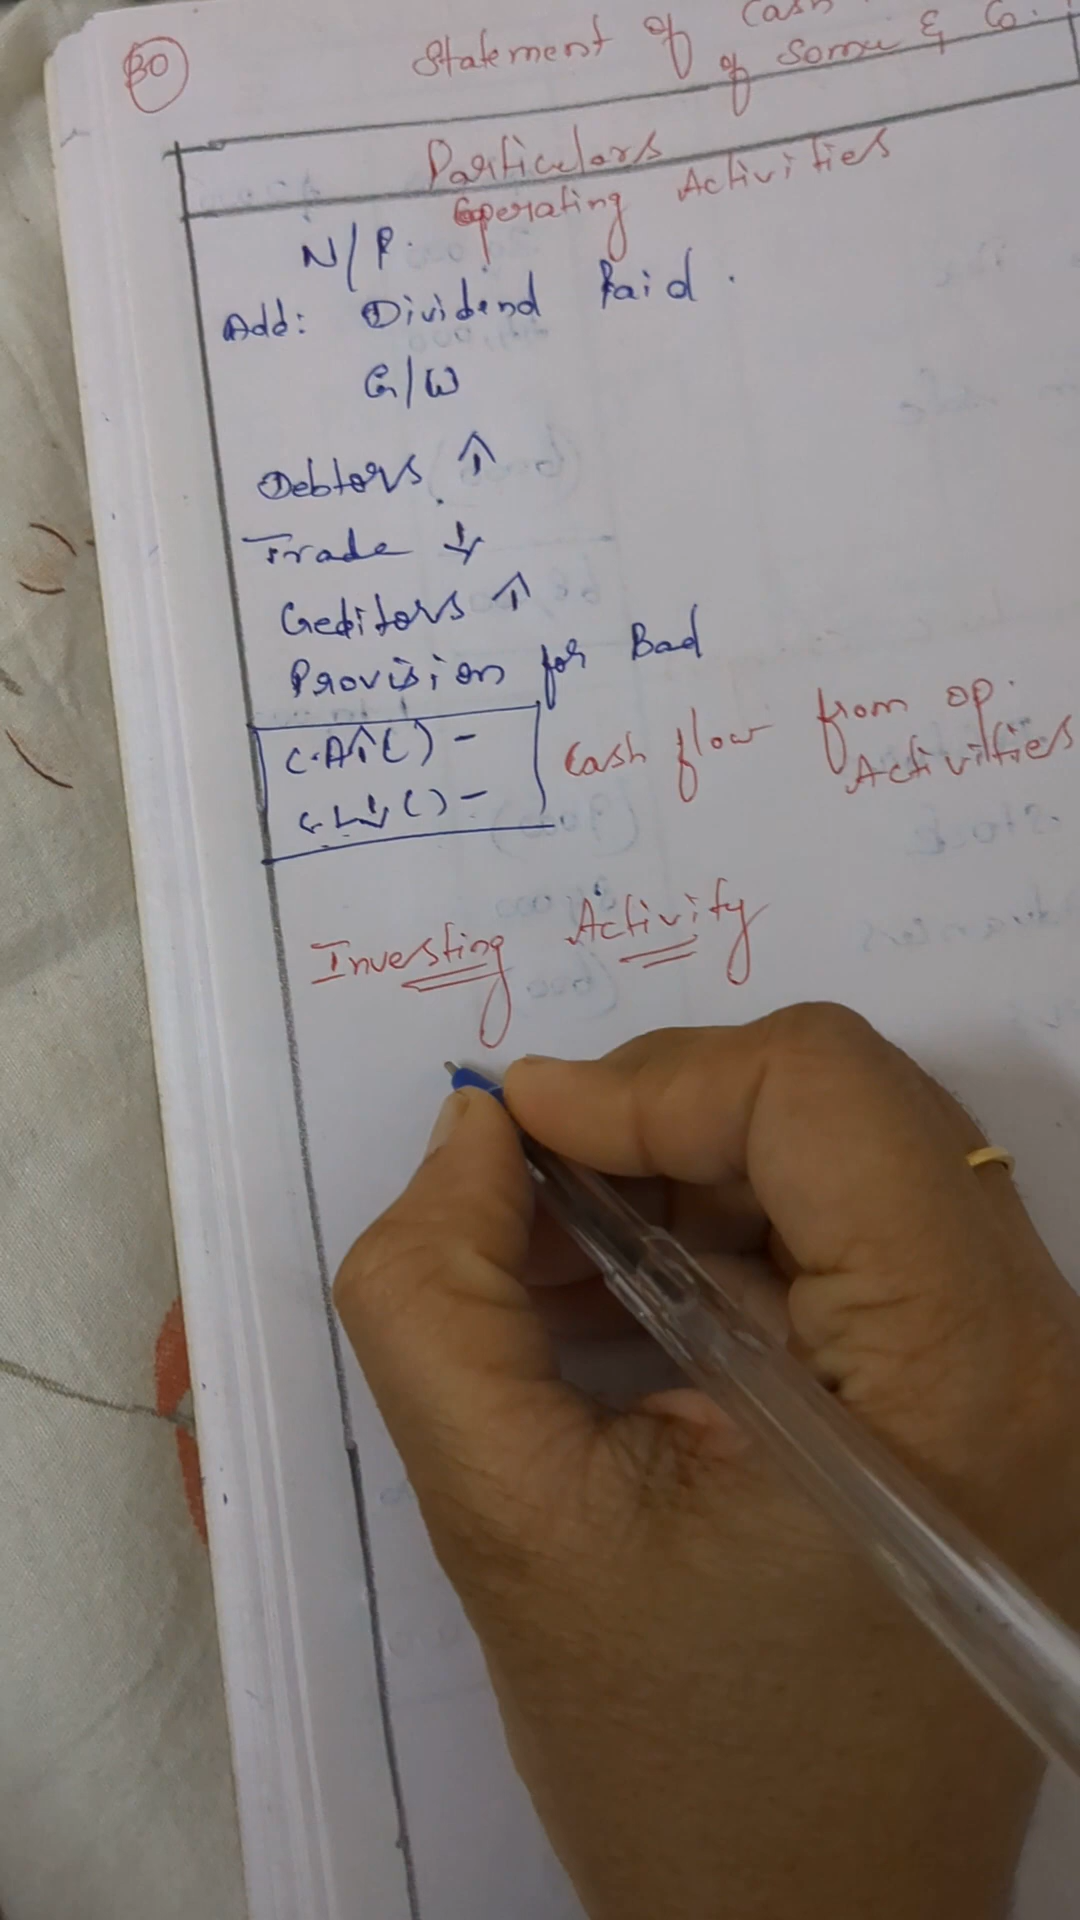 30
Statement of Cash
of Somu & Co.
Particulars
Operating Activities
N/P.
Add: Dividend Paid.
G/W
Debtors ↑
Trade ↓
Creditors ↑
Provision for Bad
C.A↑() -
C.L↓() -
Cash flow from op.
Activities
Investing Activity